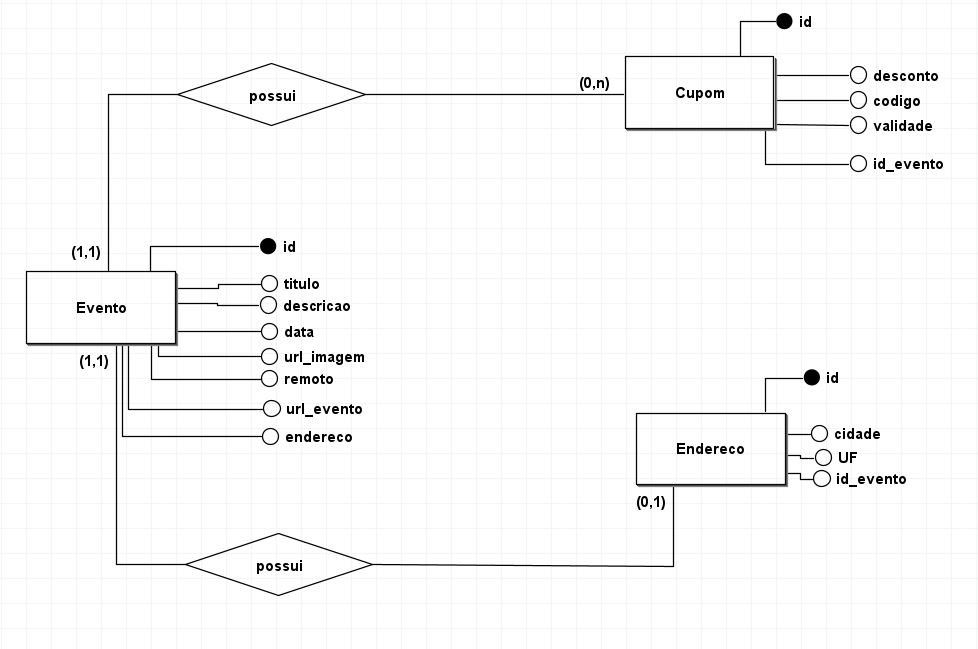 id
possui
(0,n)
Cupom
desconto
codigo
validade
id_evento
(1,1)
id
Evento
titulo
descricao
data
(1,1)
url_imagem
remoto
url_evento
endereco
id
Endereco
cidade
UF
id_evento
(0,1)
possui